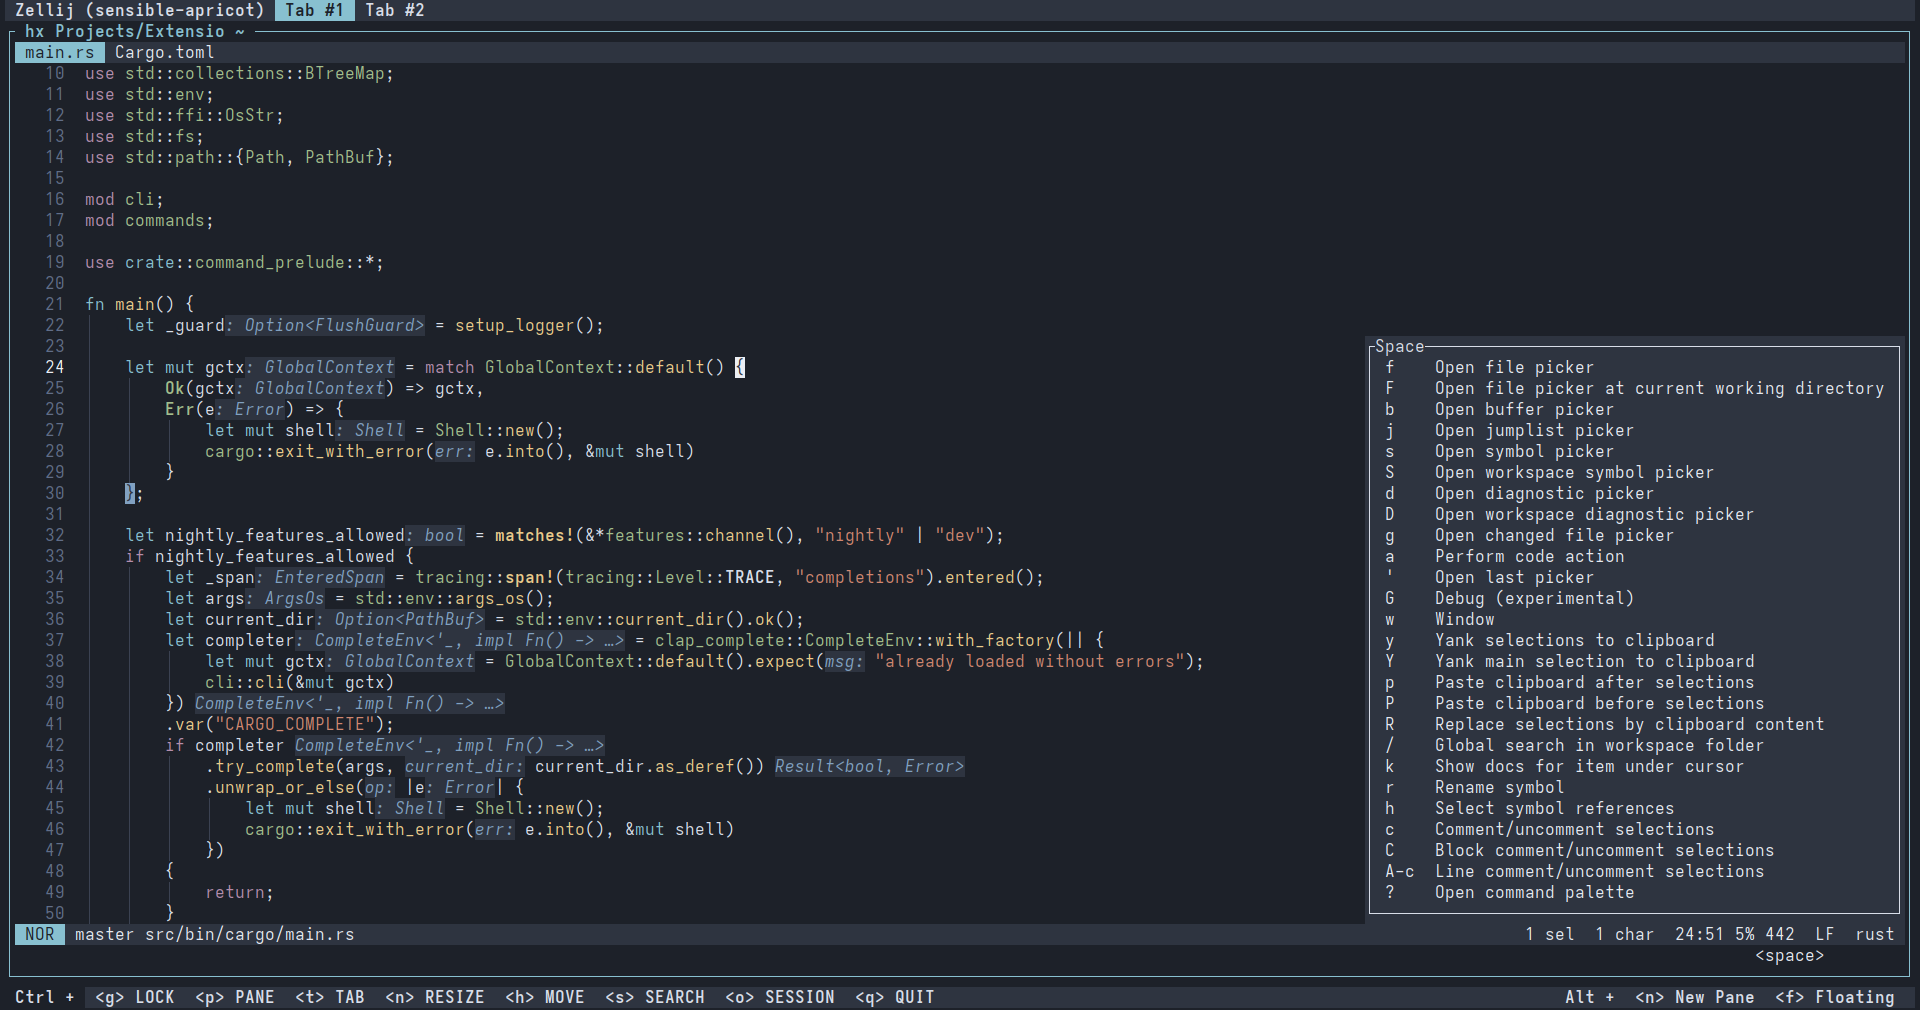 Zellij (sensible-apricot)  Tab #1  Tab #2
hx Projects/Extensio ~
main.rs  Cargo.toml
10  use std::collections::BTreeMap;
11  use std::env;
12  use std::ffi::OsStr;
13  use std::fs;
14  use std::path::{Path, PathBuf};
15
16  mod cli;
17  mod commands;
18
19  use crate::command_prelude::*;
20
21  fn main() {
22      let _guard: Option<FlushGuard> = setup_logger();
23
24      let mut gctx: GlobalContext = match GlobalContext::default() {
25          Ok(gctx: GlobalContext) => gctx,
26          Err(e: Error) => {
27              let mut shell: Shell = Shell::new();
28              cargo::exit_with_error(err: e.into(), &mut shell)
29          }
30      };
31
32      let nightly_features_allowed: bool = matches!(&*features::channel(), "nightly" | "dev");
33      if nightly_features_allowed {
34          let _span: EnteredSpan = tracing::span!(tracing::Level::TRACE, "completions").entered();
35          let args: ArgsOs = std::env::args_os();
36          let current_dir: Option<PathBuf> = std::env::current_dir().ok();
37          let completer: CompleteEnv<'_, impl Fn() -> …> = clap_complete::CompleteEnv::with_factory(|| {
38              let mut gctx: GlobalContext = GlobalContext::default().expect(msg: "already loaded without errors");
39              cli::cli(&mut gctx)
40          }) CompleteEnv<'_, impl Fn() -> …>
41          .var("CARGO_COMPLETE");
42          if completer CompleteEnv<'_, impl Fn() -> …>
43              .try_complete(args, current_dir: current_dir.as_deref()) Result<bool, Error>
44              .unwrap_or_else(op: |e: Error| {
45                  let mut shell: Shell = Shell::new();
46                  cargo::exit_with_error(err: e.into(), &mut shell)
47              })
48          {
49              return;
50          }
Space
f    Open file picker
F    Open file picker at current working directory
b    Open buffer picker
j    Open jumplist picker
s    Open symbol picker
S    Open workspace symbol picker
d    Open diagnostic picker
D    Open workspace diagnostic picker
g    Open changed file picker
a    Perform code action
'    Open last picker
G    Debug (experimental)
w    Window
y    Yank selections to clipboard
Y    Yank main selection to clipboard
p    Paste clipboard after selections
P    Paste clipboard before selections
R    Replace selections by clipboard content
/    Global search in workspace folder
k    Show docs for item under cursor
r    Rename symbol
h    Select symbol references
c    Comment/uncomment selections
C    Block comment/uncomment selections
A-c  Line comment/uncomment selections
?    Open command palette
NOR  master src/bin/cargo/main.rs  1 sel  1 char  24:51 5% 442  LF  rust
<space>
Ctrl +  <g> LOCK  <p> PANE  <t> TAB  <n> RESIZE  <h> MOVE  <s> SEARCH  <o> SESSION  <q> QUIT  Alt +  <n> New Pane  <f> Floating